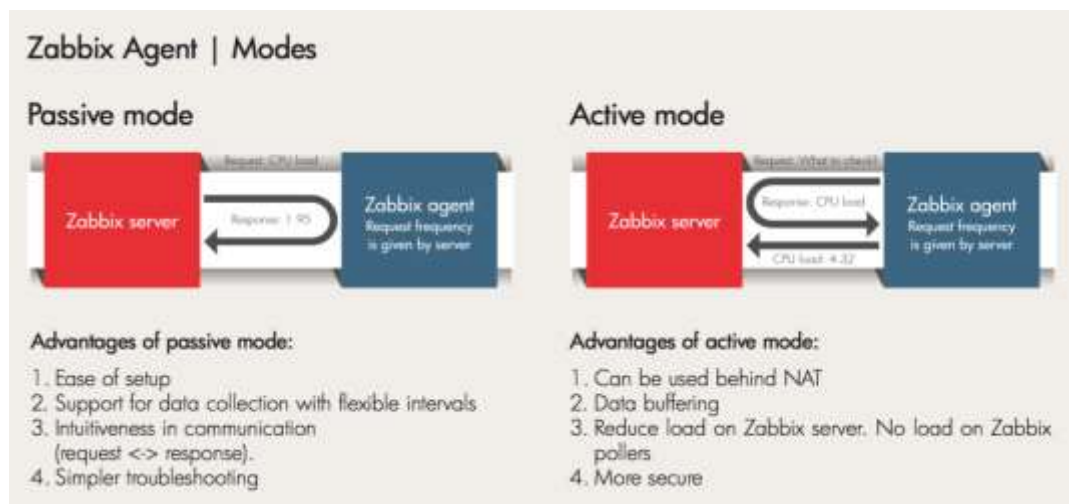 Zabbix Agent | Modes
Passive mode
Request: CPU load
Zabbix server
Response: 1.95
Zabbix agent
Request frequency
is given by server
Advantages of passive mode:
1. Ease of setup
2. Support for data collection with flexible intervals
3. Intuitiveness in communication
(request <-> response).
4. Simpler troubleshooting
Active mode
Request: What to check?
Zabbix server
Response: CPU load
CPU load: 4.32
Zabbix agent
Request frequency
is given by server
Advantages of active mode:
1. Can be used behind NAT
2. Data buffering
3. Reduce load on Zabbix server. No load on Zabbix
pollers
4. More secure